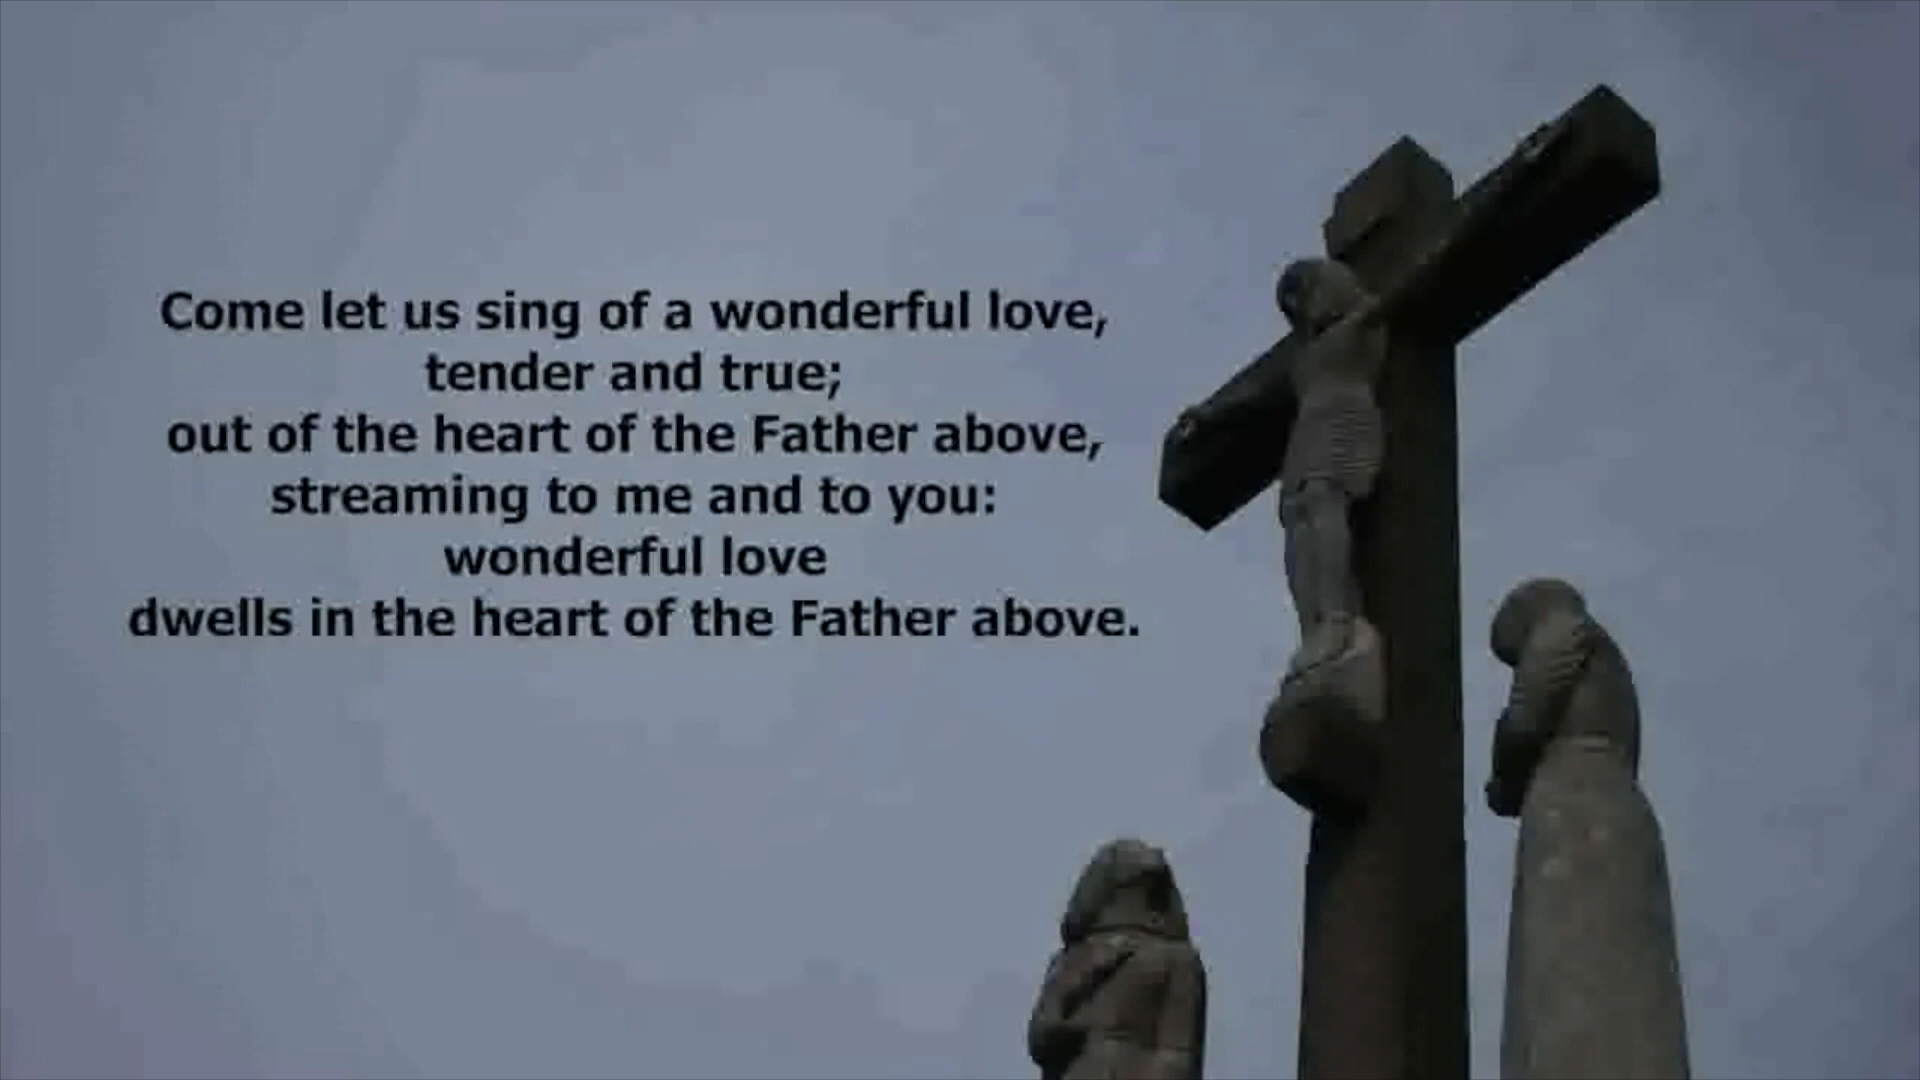 Come let us sing of a wonderful love,
tender and true;
out of the heart of the Father above,
streaming to me and to you:
wonderful love
dwells in the heart of the Father above.